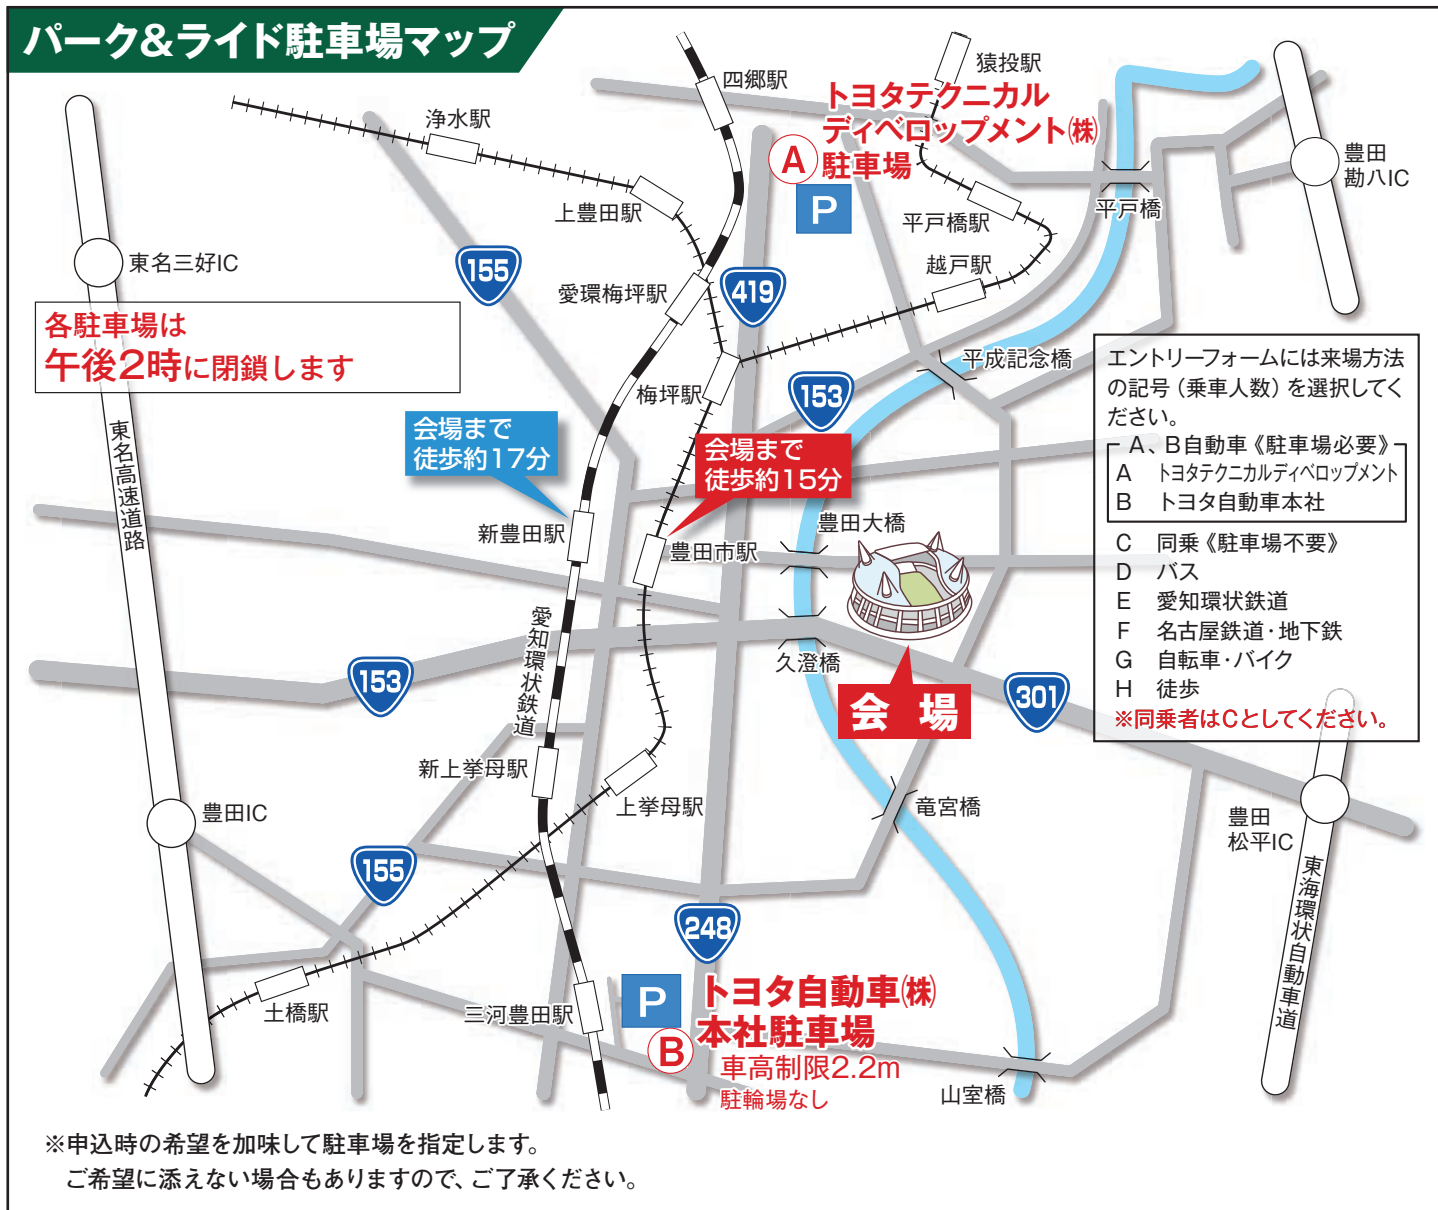 パーク&ライド駐車場マップ
四郷駅
猿投駅
トヨタテクニカル
ディベロップメント㈱
駐車場
A
P
浄水駅
豊田
勘八IC
上豊田駅
平戸橋駅
平戸橋
東名三好IC
155
愛環梅坪駅
419
越戸駅
各駐車場は
午後2時に閉鎖します
平成記念橋
梅坪駅
153
エントリーフォームには来場方法
の記号（乗車人数）を選択してく
ださい。
A、B自動車《駐車場必要》
A トヨタテクニカルディベロップメント
B トヨタ自動車本社
C 同乗《駐車場不要》
D バス
E 愛知環状鉄道
F 名古屋鉄道・地下鉄
G 自転車・バイク
H 徒歩
※同乗者はCとしてください。
東名高速道路
会場まで
徒歩約17分
会場まで
徒歩約15分
新豊田駅
豊田市駅
豊田大橋
愛知環状鉄道
久澄橋
153
会 場
301
新上挙母駅
上挙母駅
竜宮橋
豊田IC
豊田
松平IC
155
東海環状自動車道
248
土橋駅
三河豊田駅
P
B
トヨタ自動車㈱
本社駐車場
車高制限2.2m
駐輪場なし
山室橋
※申込時の希望を加味して駐車場を指定します。
ご希望に添えない場合もありますので、ご了承ください。